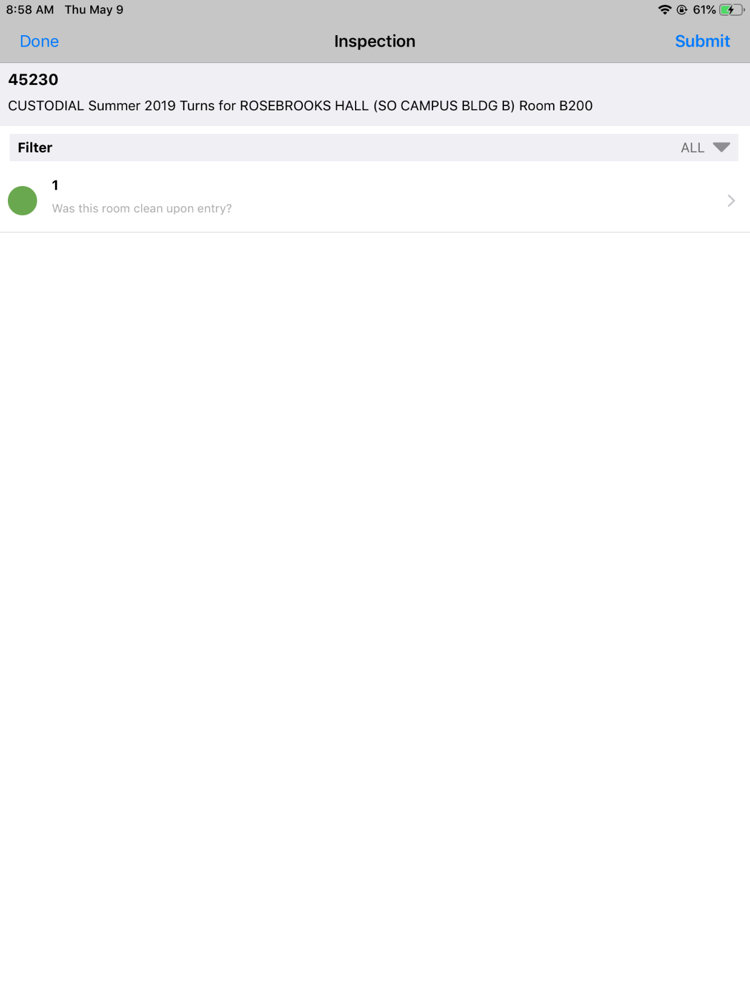 8:58 AM Thu May 9 61%
Done Inspection Submit
45230
CUSTODIAL Summer 2019 Turns for ROSEBROOKS HALL (SO CAMPUS BLDG B) Room B200
Filter ALL
1
Was this room clean upon entry?